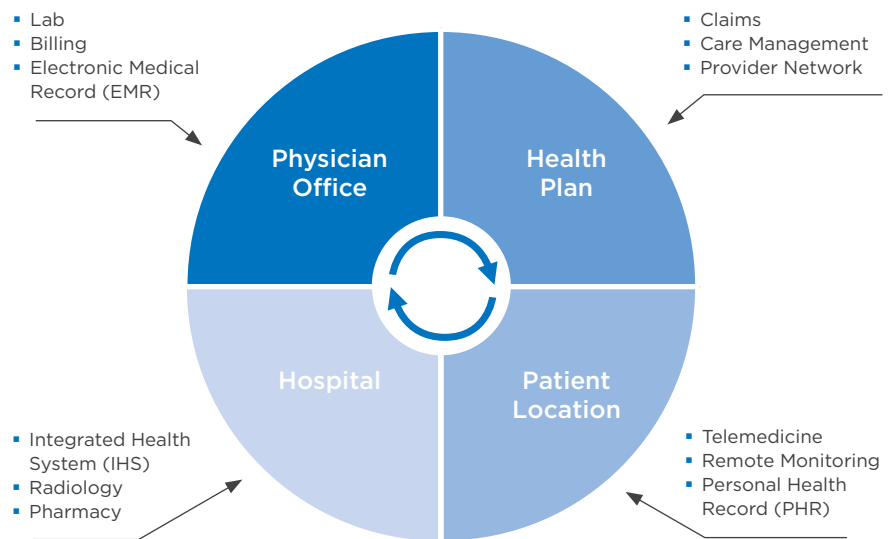 Lab
Billing
Electronic Medical
Record (EMR)
Claims
Care Management
Provider Network
Physician
Office
Health
Plan
Hospital
Patient
Location
Integrated Health
System (IHS)
Radiology
Pharmacy
Telemedicine
Remote Monitoring
Personal Health
Record (PHR)